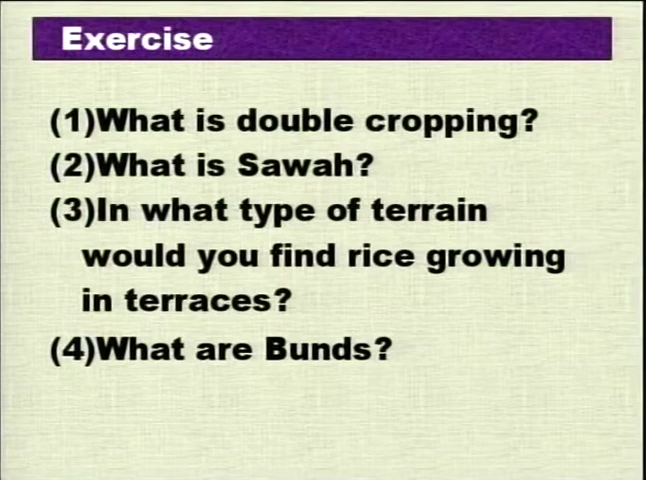 Exercise
(1)What is double cropping?
(2)What is Sawah?
(3)In what type of terrain
would you find rice growing
in terraces?
(4)What are Bunds?